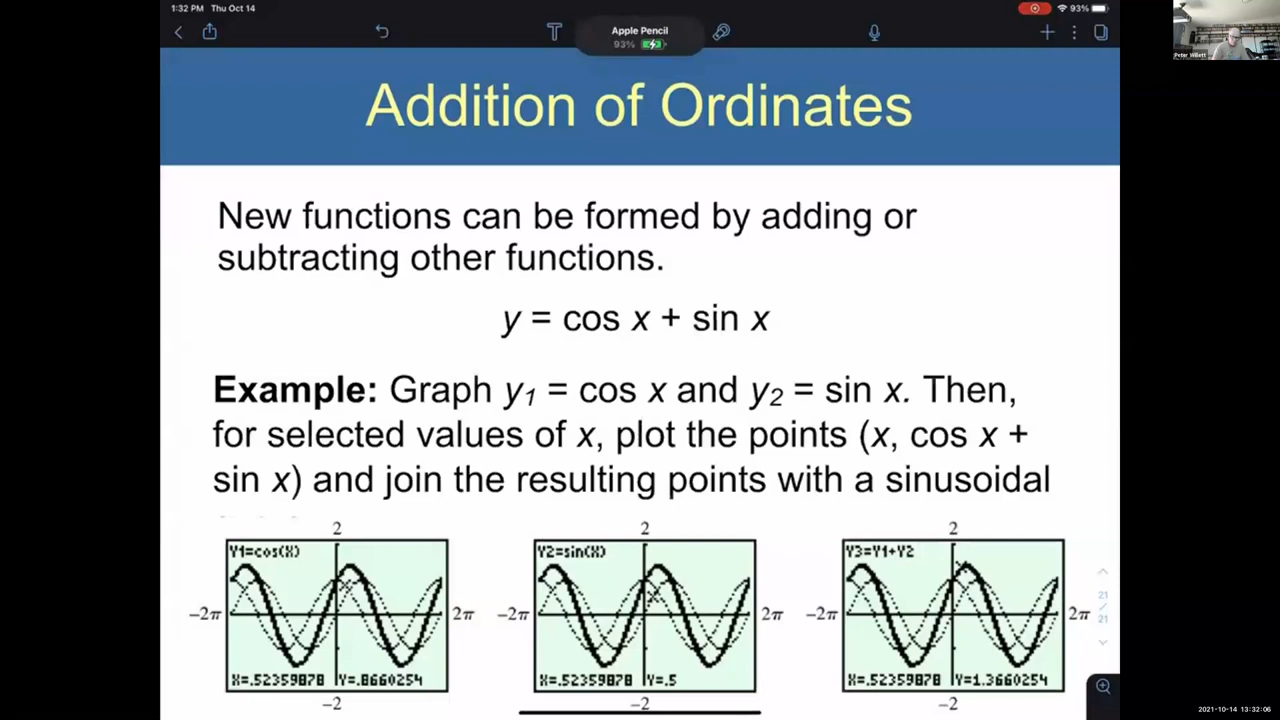 1:32 PM Thu Oct 14
93%
Apple Pencil
93%
Peter Willett
Addition of Ordinates
New functions can be formed by adding or
subtracting other functions.
y = cos x + sin x
Example: Graph y₁ = cos x and y₂ = sin x. Then,
for selected values of x, plot the points (x, cos x +
sin x) and join the resulting points with a sinusoidal
2
Y1=cos(X)
−2π
2π
X=.52359878 Y=.8660254
−2
2
Y2=sin(X)
−2π
2π
X=.52359878 Y=.5
−2
2
Y3=Y1+Y2
−2π
2π
X=.52359878 Y=1.3660254
−2
21
/
21
2021-10-14 13:32:06